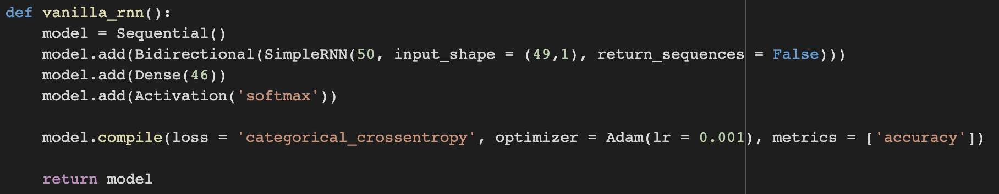 def vanilla_rnn():
    model = Sequential()
    model.add(Bidirectional(SimpleRNN(50, input_shape = (49,1), return_sequences = False)))
    model.add(Dense(46))
    model.add(Activation('softmax'))
    model.compile(loss = 'categorical_crossentropy', optimizer = Adam(lr = 0.001), metrics = ['accuracy'])
    return model